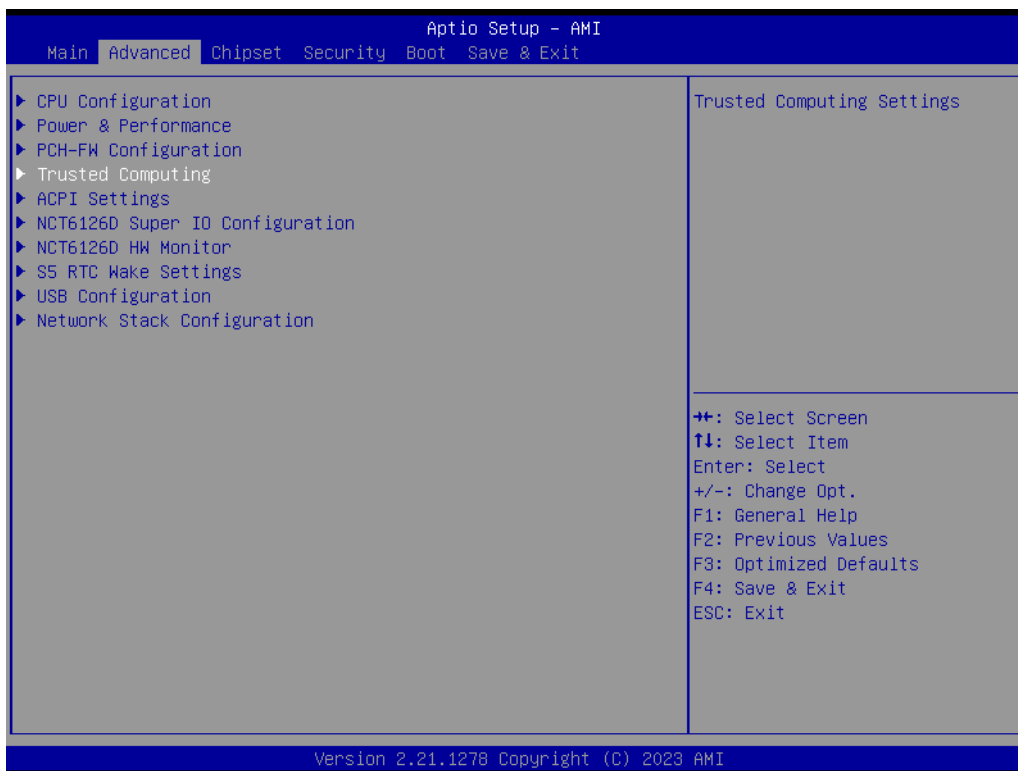 Aptio Setup – AMI
Main Advanced Chipset Security Boot Save & Exit
CPU Configuration
Power & Performance
PCH-FW Configuration
Trusted Computing
ACPI Settings
NCT6126D Super IO Configuration
NCT6126D HW Monitor
S5 RTC Wake Settings
USB Configuration
Network Stack Configuration
Trusted Computing Settings
→←: Select Screen
↑↓: Select Item
Enter: Select
+/-: Change Opt.
F1: General Help
F2: Previous Values
F3: Optimized Defaults
F4: Save & Exit
ESC: Exit
Version 2.21.1278 Copyright (C) 2023 AMI